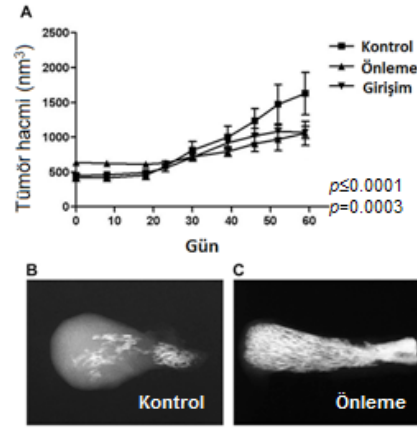 A
Tümör hacmi (nm³)
2500
2000
1500
1000
500
0
0
10
20
30
40
50
60
70
Gün
Kontrol
Önleme
Girişim
p≤0.0001
p=0.0003
B
Kontrol
C
Önleme